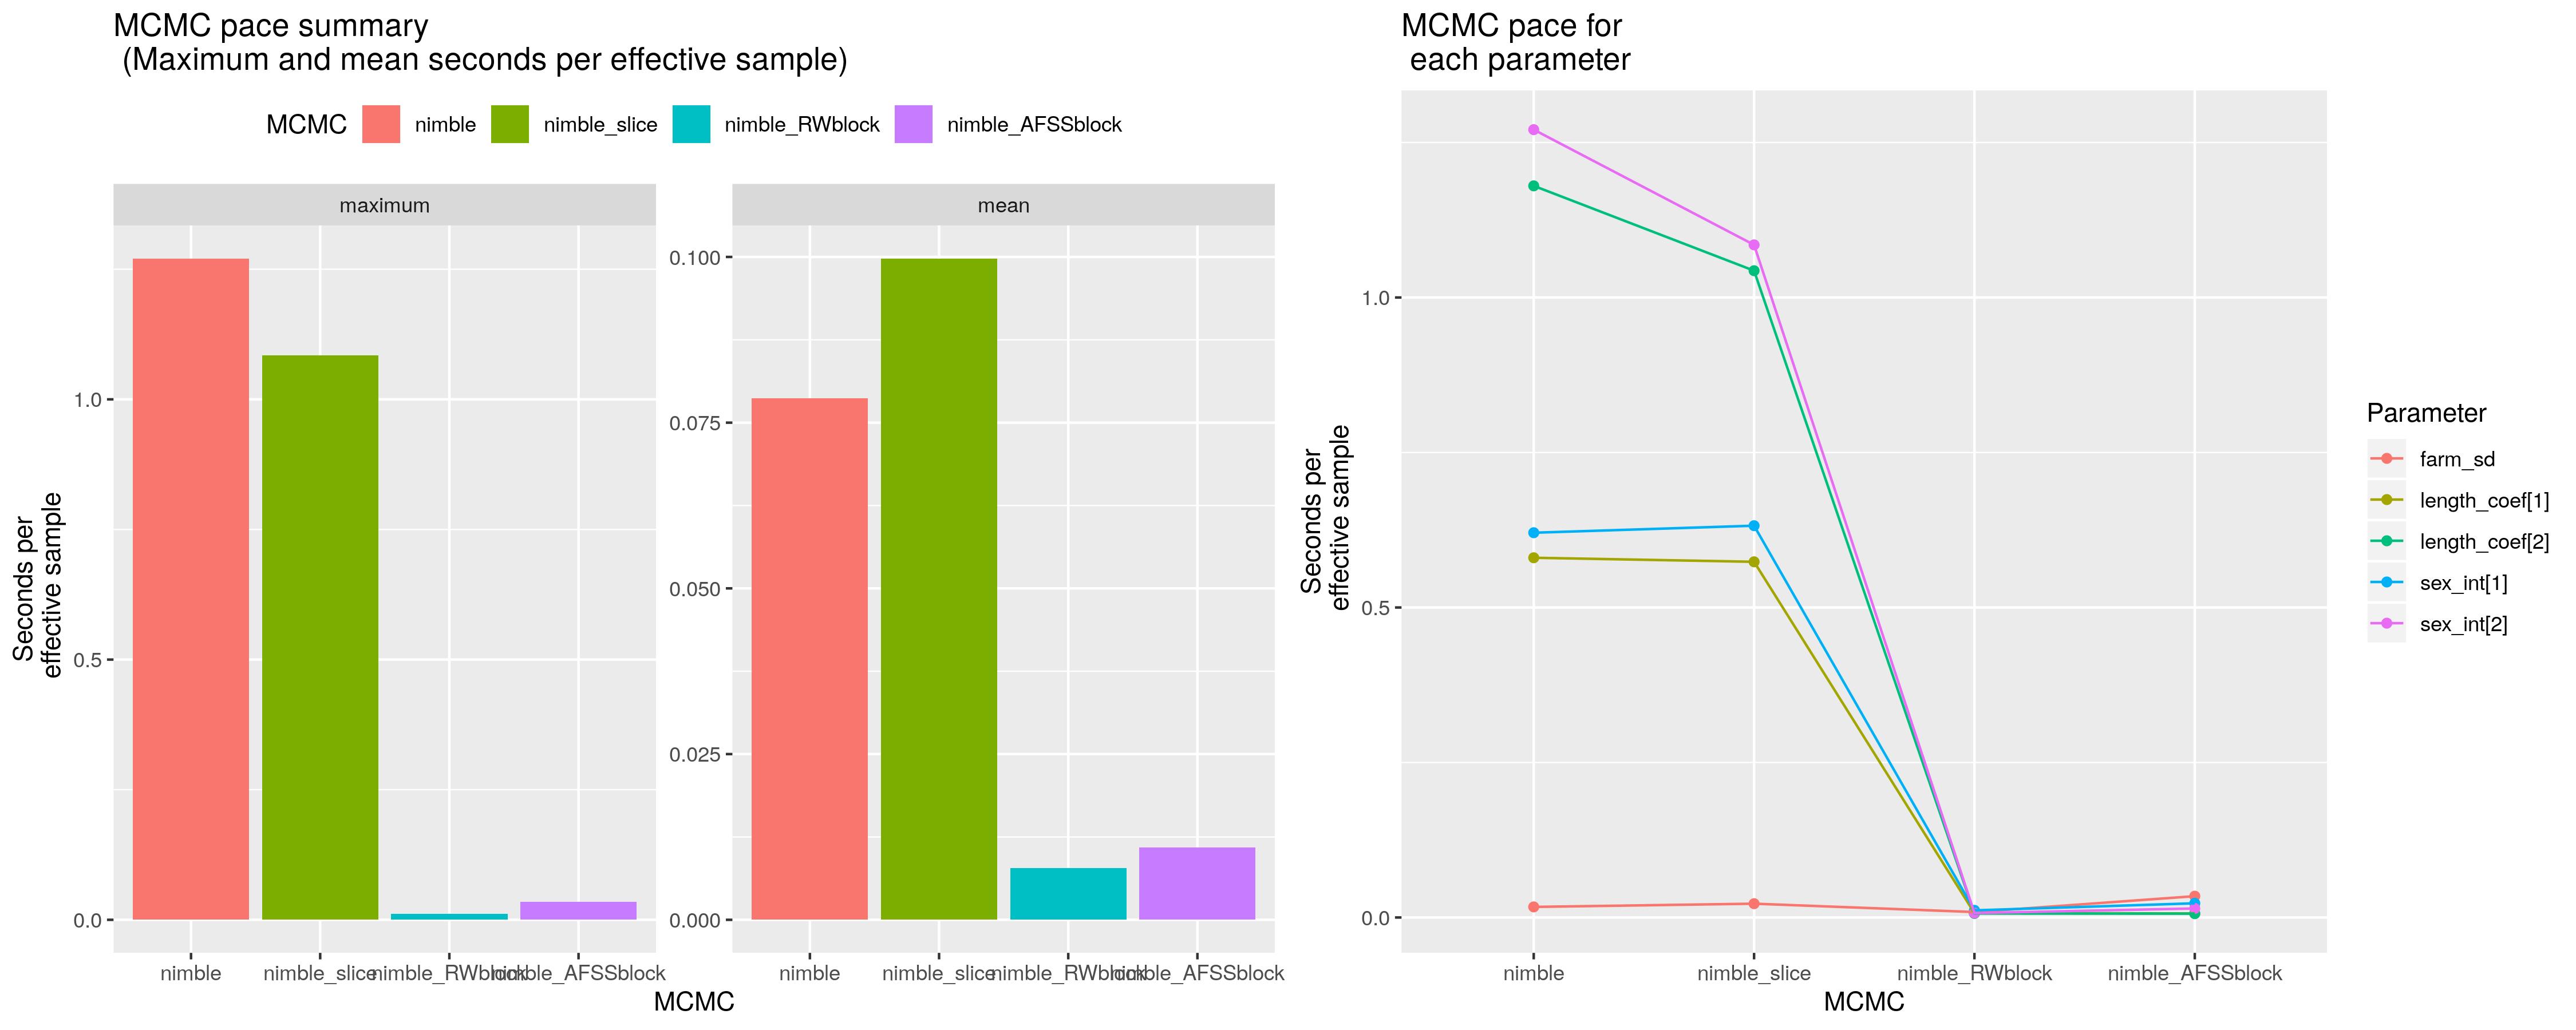 MCMC pace summary
(Maximum and mean seconds per effective sample)
MCMC nimble nimble_slice nimble_RWblock nimble_AFSSblock
maximum
mean
Seconds per
effective sample
1.0
0.5
0.0
0.100
0.075
0.050
0.025
0.000
nimble nimble_slice nimble_RWblock nimble_AFSSblock
nimble nimble_slice nimble_RWblock nimble_AFSSblock
MCMC
MCMC pace for
each parameter
Seconds per
effective sample
1.0
0.5
0.0
nimble nimble_slice nimble_RWblock nimble_AFSSblock
MCMC
Parameter
farm_sd
length_coef[1]
length_coef[2]
sex_int[1]
sex_int[2]